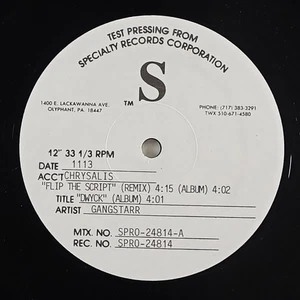 TEST PRESSING FROM
SPECIALTY RECORDS CORPORATION
S
TM
1400 E. LACKAWANNA AVE.
OLYPHANT, PA. 18447
PHONE: (717) 383-3291
TWX 510-671-4580
12" 33 1/3 RPM
DATE 1113
ACCT CHRYSALIS
"FLIP THE SCRIPT" (REMIX) 4:15 (ALBUM) 4:02
TITLE "DWYCK" (ALBUM) 4:01
ARTIST GANGSTARR
MTX. NO. SPRO-24814-A
REC. NO. SPRO-24814